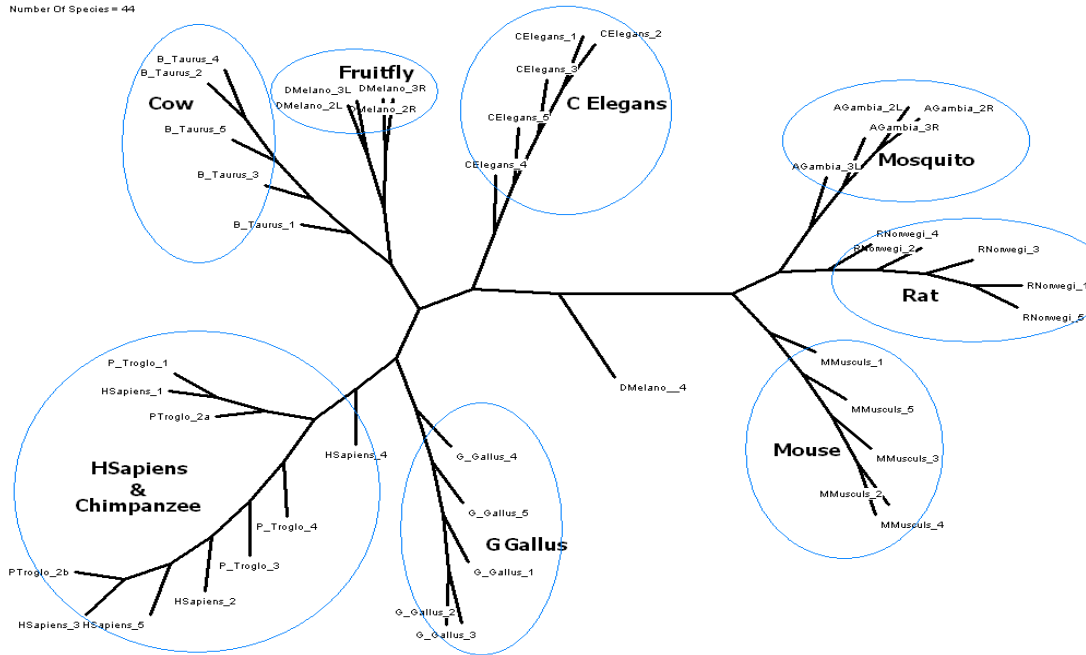 Number Of Species = 44
B_Taurus_4
B_Taurus_2
Cow
B_Taurus_5
B_Taurus_3
B_Taurus_1
Fruitfly
DMelano_3L
DMelano_3R
DMelano_2L
DMelano_2R
CElegans_1
CElegans_2
CElegans_3
C Elegans
CElegans_5
CElegans_4
AGambia_2L
AGambia_2R
AGambia_3R
Mosquito
AGambia_3L
RNorwegi_4
RNorwegi_2
RNorwegi_3
RNorwegi_1
Rat
RNorwegi_5
DMelano__4
MMusculs_1
MMusculs_5
Mouse
MMusculs_3
MMusculs_2
MMusculs_4
P_Troglo_1
HSapiens_1
PTroglo_2a
HSapiens_4
HSapiens
&
Chimpanzee
P_Troglo_4
P_Troglo_3
PTroglo_2b
HSapiens_2
HSapiens_3
HSapiens_5
G_Gallus_4
G_Gallus_5
G Gallus
G_Gallus_1
G_Gallus_2
G_Gallus_3